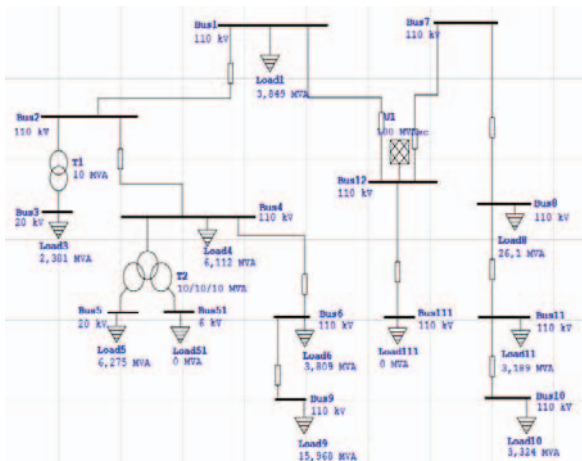 Bus1
110 kV
Load1
3,849 MVA
Bus7
110 kV
Bus2
110 kV
T1
10 MVA
Bus3
20 kV
Load3
2,381 MVA
U1
Bus12
110 kV
Bus4
110 kV
Load4
6,112 MVA
T2
10/10/10 MVA
Bus8
110 kV
Load8
26,1 MVA
Bus5
20 kV
Load5
6,275 MVA
Bus51
6 kV
Load51
0 MVA
Bus6
110 kV
Load6
3,809 MVA
Bus111
110 kV
Load111
0 MVA
Bus11
110 kV
Load11
3,189 MVA
Bus9
110 kV
Load9
15,968 MVA
Bus10
110 kV
Load10
3,324 MVA